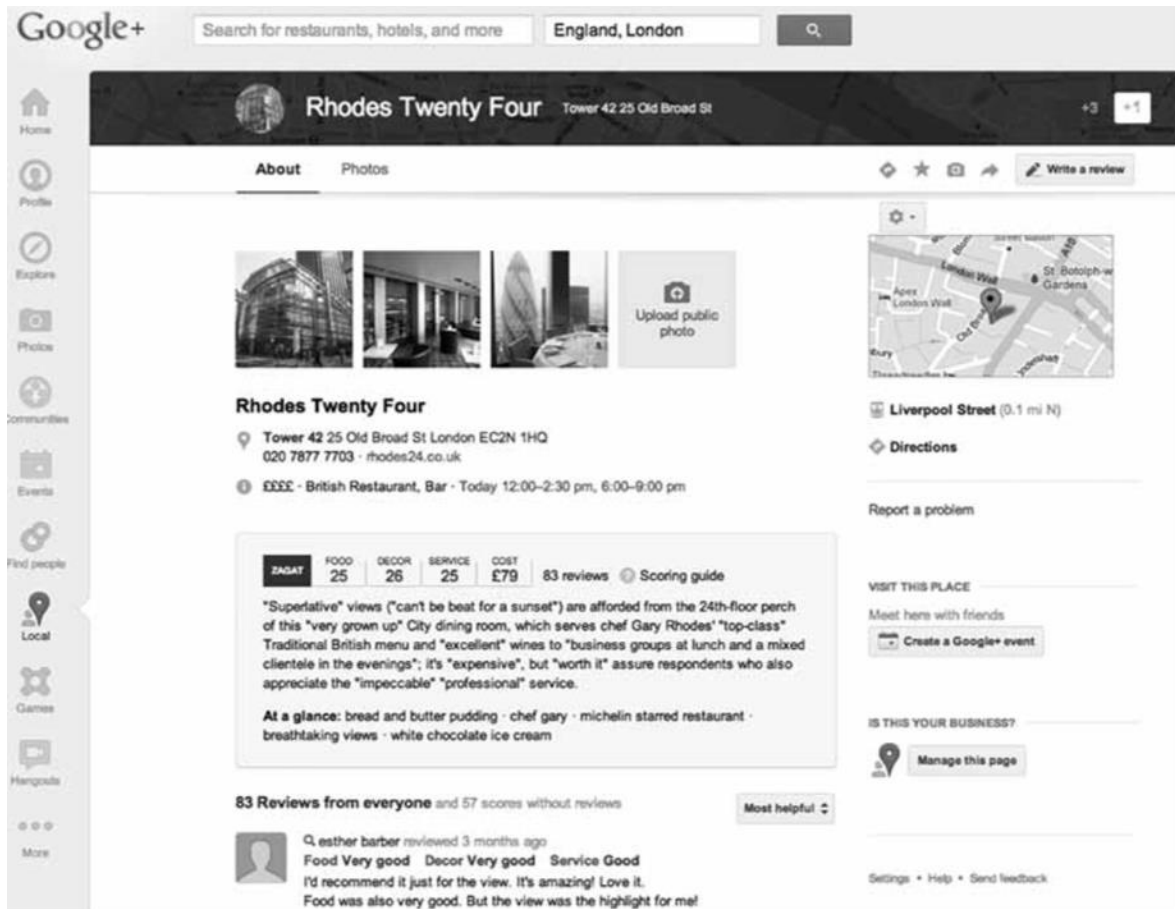 Google+
Search for restaurants, hotels, and more
England, London
Rhodes Twenty Four Tower 42 25 Old Broad St
+3 +1
Home
Profile
Explore
Photos
Communities
Events
Find people
Local
Games
Hangouts
More
About Photos
Write a review
Upload public
photo
London Wall
St. Botolph-w
Gardens
A10
Apex
London Wall
Old Broa
Rhodes Twenty Four
Tower 42 25 Old Broad St London EC2N 1HQ
020 7877 7703 · rhodes24.co.uk
££££ · British Restaurant, Bar · Today 12:00–2:30 pm, 6:00–9:00 pm
Liverpool Street (0.1 mi N)
Directions
Report a problem
ZAGAT FOOD 25 DECOR 26 SERVICE 25 COST £79 83 reviews Scoring guide
"Superlative" views ("can't be beat for a sunset") are afforded from the 24th-floor perch
of this "very grown up" City dining room, which serves chef Gary Rhodes' "top-class"
Traditional British menu and "excellent" wines to "business groups at lunch and a mixed
clientele in the evenings"; it's "expensive", but "worth it" assure respondents who also
appreciate the "impeccable" "professional" service.
At a glance: bread and butter pudding · chef gary · michelin starred restaurant ·
breathtaking views · white chocolate ice cream
VISIT THIS PLACE
Meet here with friends
Create a Google+ event
IS THIS YOUR BUSINESS?
Manage this page
83 Reviews from everyone and 57 scores without reviews
Most helpful
esther barber reviewed 3 months ago
Food Very good Decor Very good Service Good
I'd recommend it just for the view. It's amazing! Love it.
Food was also very good. But the view was the highlight for me!
Settings • Help • Send feedback